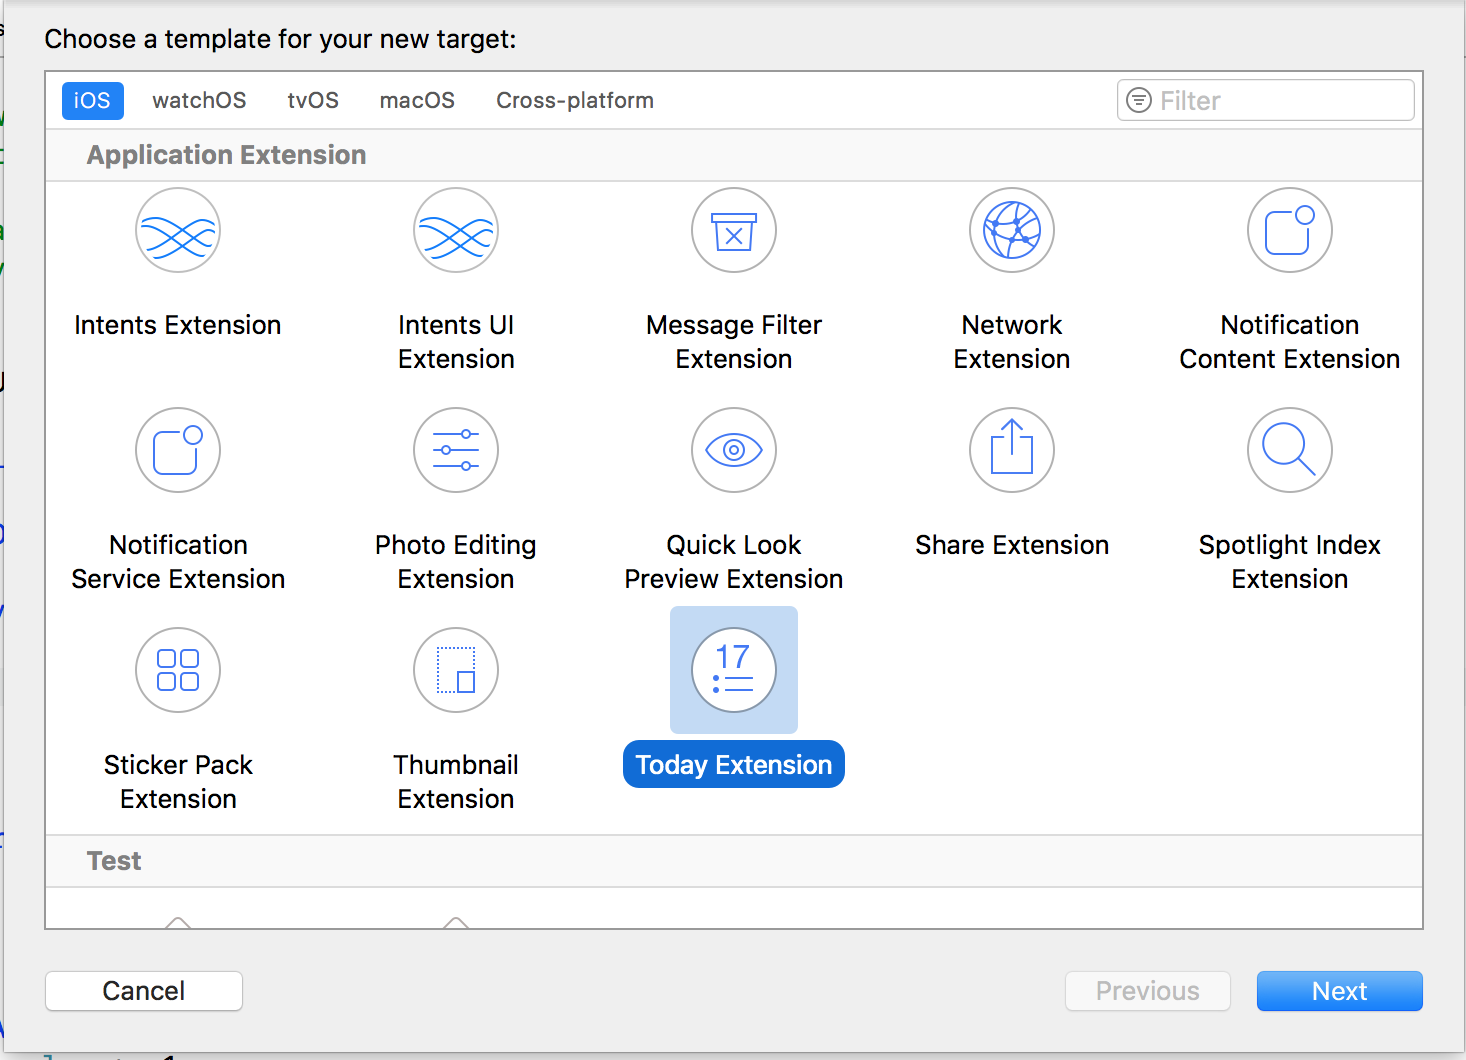 Choose a template for your new target:
iOS watchOS tvOS macOS Cross-platform Filter
Application Extension
Intents Extension
Intents UI
Extension
Message Filter
Extension
Network
Extension
Notification
Content Extension
Notification
Service Extension
Photo Editing
Extension
Quick Look
Preview Extension
Share Extension
Spotlight Index
Extension
Sticker Pack
Extension
Thumbnail
Extension
17
Today Extension
Test
Cancel Previous Next